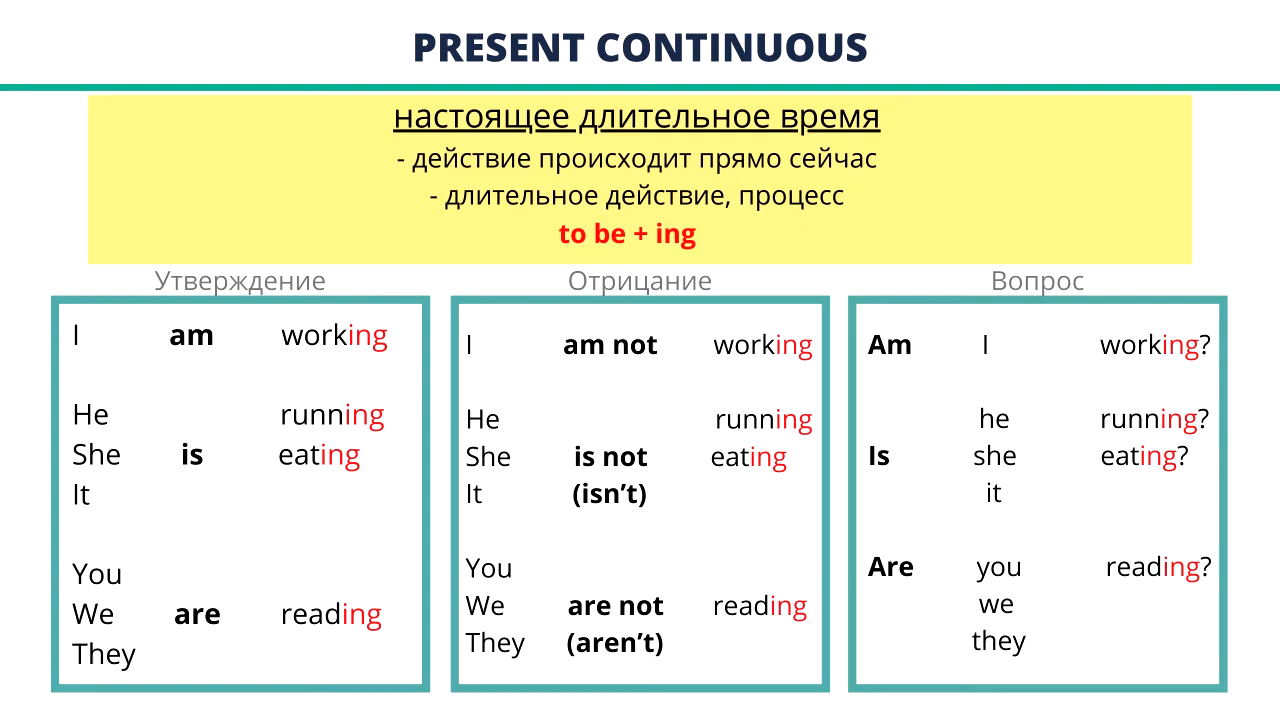 PRESENT CONTINUOUS
настоящее длительное время
- действие происходит прямо сейчас
- длительное действие, процесс
to be + ing
Утверждение
I am working
He running
She is eating
It
You
We are reading
They
Отрицание
I am not working
He running
She is not eating
It (isn’t)
You
We are not reading
They (aren’t)
Вопрос
Am I working?
he running?
Is she eating?
it
Are you reading?
we
they